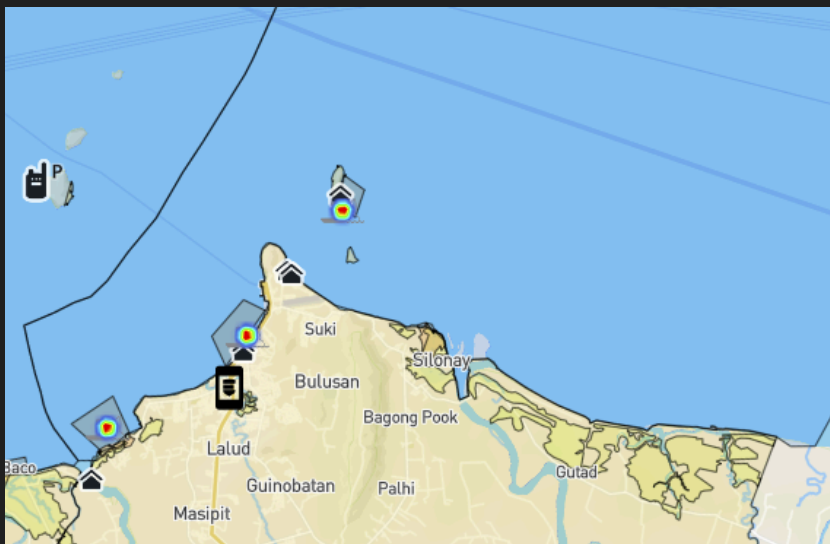 P
Suki
Silonay
Bulusan
Bagong Pook
Lalud
Baco
Gutad
Guinobatan
Palhi
Masipit